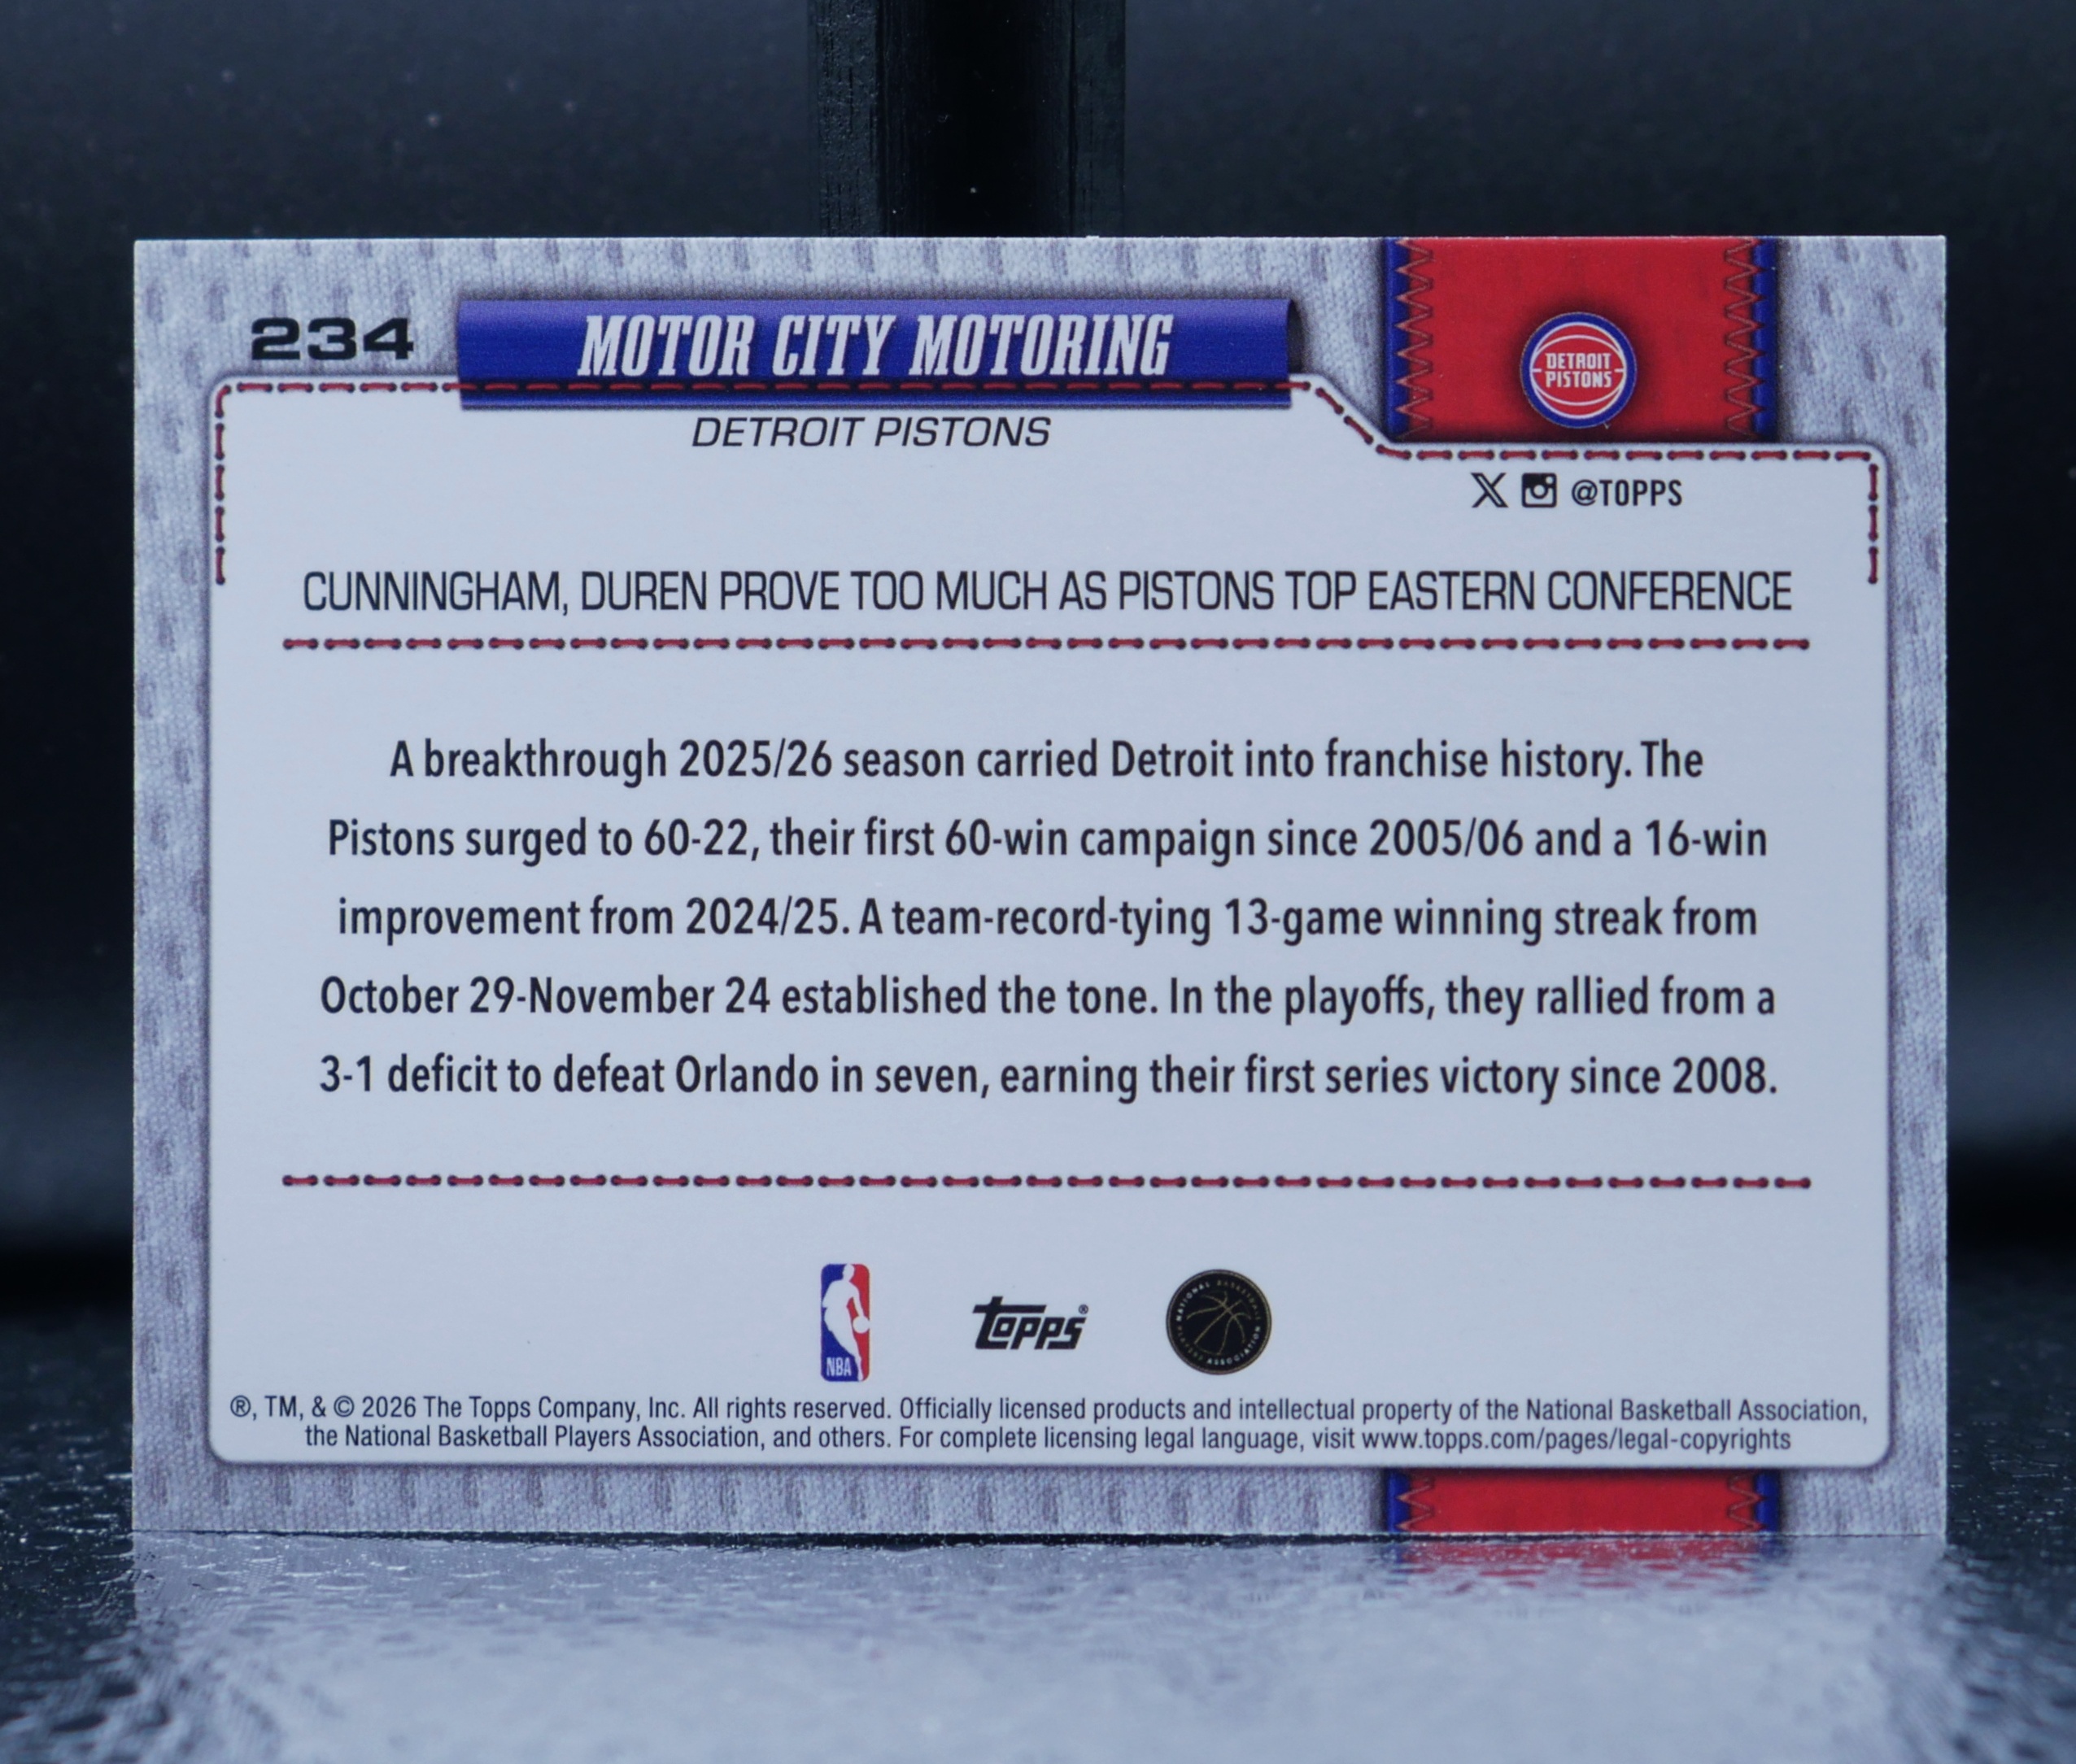 234
MOTOR CITY MOTORING
DETROIT PISTONS
DETROIT
PISTONS
@TOPPS
CUNNINGHAM, DUREN PROVE TOO MUCH AS PISTONS TOP EASTERN CONFERENCE
A breakthrough 2025/26 season carried Detroit into franchise history. The
Pistons surged to 60-22, their first 60-win campaign since 2005/06 and a 16-win
improvement from 2024/25. A team-record-tying 13-game winning streak from
October 29-November 24 established the tone. In the playoffs, they rallied from a
3-1 deficit to defeat Orlando in seven, earning their first series victory since 2008.
NBA
Topps®
NATIONAL BASKETBALL PLAYERS ASSOCIATION
®, TM, & © 2026 The Topps Company, Inc. All rights reserved. Officially licensed products and intellectual property of the National Basketball Association,
the National Basketball Players Association, and others. For complete licensing legal language, visit www.topps.com/pages/legal-copyrights